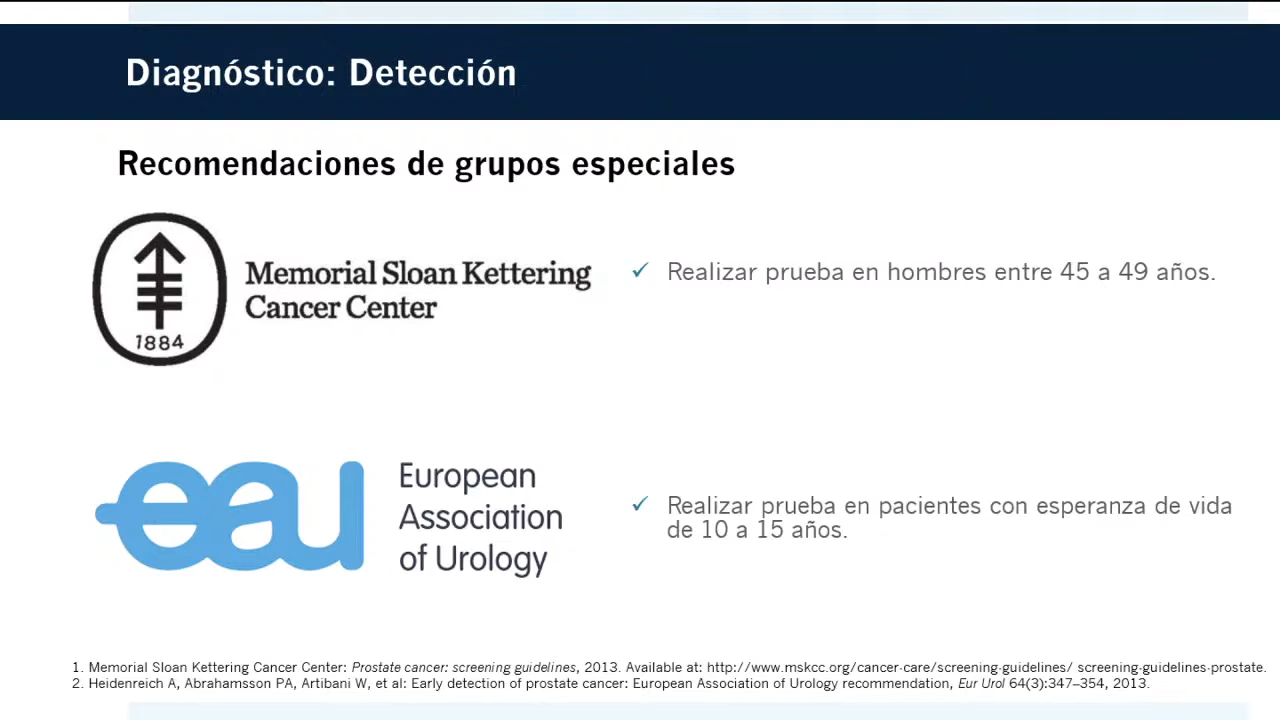 Diagnóstico: Detección
Recomendaciones de grupos especiales
1884
Memorial Sloan Kettering
Cancer Center
✓ Realizar prueba en hombres entre 45 a 49 años.
eau
European
Association
of Urology
✓ Realizar prueba en pacientes con esperanza de vida
de 10 a 15 años.
1. Memorial Sloan Kettering Cancer Center: Prostate cancer: screening guidelines, 2013. Available at: http://www.mskcc.org/cancer-care/screening-guidelines/ screening-guidelines-prostate.
2. Heidenreich A, Abrahamsson PA, Artibani W, et al: Early detection of prostate cancer: European Association of Urology recommendation, Eur Urol 64(3):347–354, 2013.